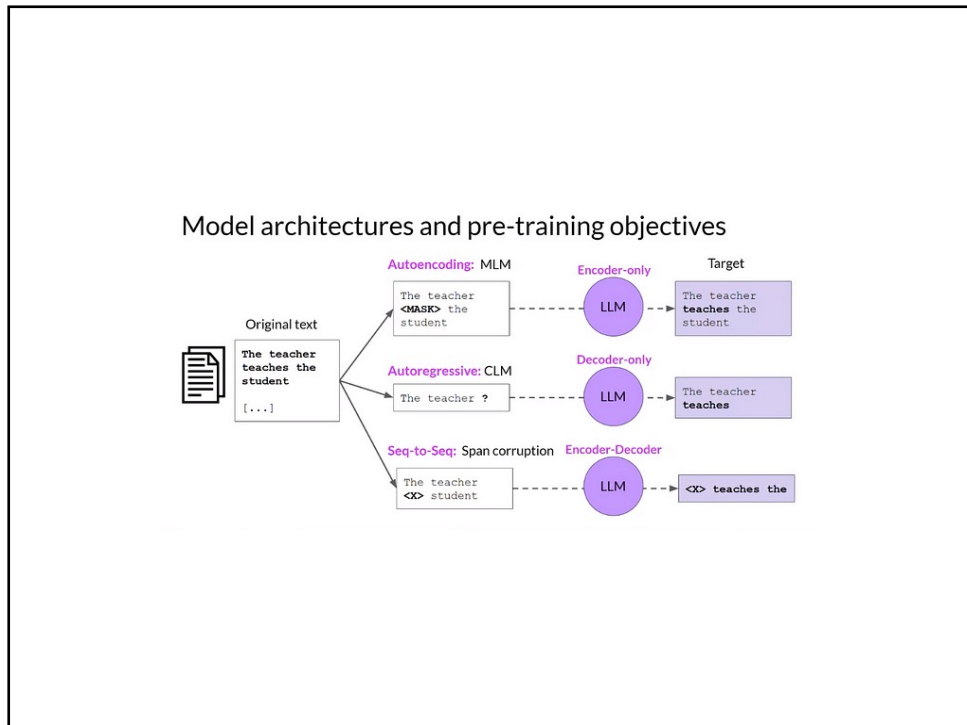 Model architectures and pre-training objectives
Original text
The teacher
teaches the
student
[...]
Autoencoding: MLM
The teacher
<MASK> the
student
Encoder-only
LLM
Target
The teacher
teaches the
student
Autoregressive: CLM
The teacher ?
Decoder-only
LLM
The teacher
teaches
Seq-to-Seq: Span corruption
The teacher
<X> student
Encoder-Decoder
LLM
<X> teaches the